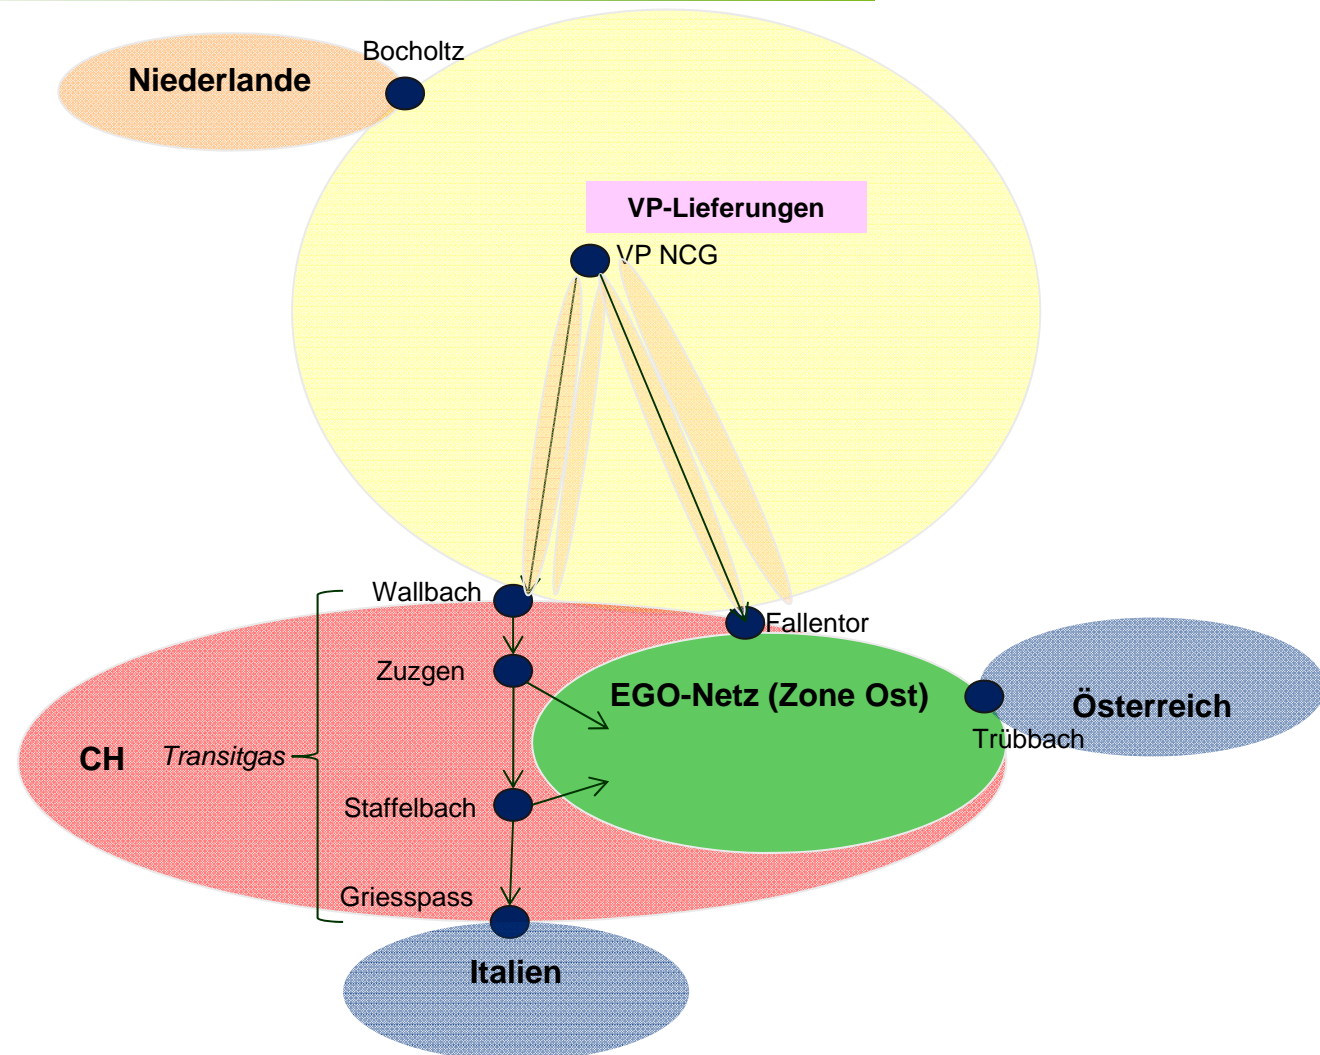 Bocholtz
Niederlande
VP-Lieferungen
VP NCG
Wallbach
Fallentor
Zuzgen
EGO-Netz (Zone Ost)
Österreich
Trübbach
CH
Transitgas
Staffelbach
Griesspass
Italien